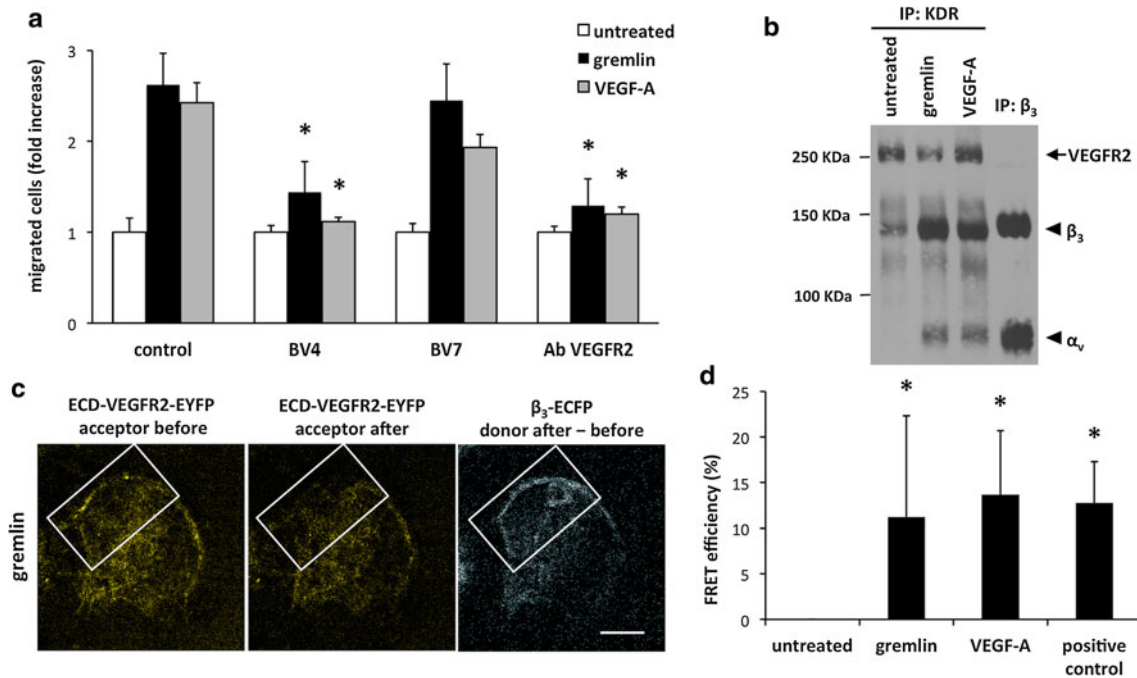 a
migrated cells (fold increase)
3
2
1
0
untreated
gremlin
VEGF-A
*
*
*
*
control
BV4
BV7
Ab VEGFR2
b
IP: KDR
untreated
gremlin
VEGF-A
IP: β3
250 KDa
150 KDa
100 KDa
VEGFR2
β3
αv
c
ECD-VEGFR2-EYFP
acceptor before
ECD-VEGFR2-EYFP
acceptor after
β3-ECFP
donor after – before
gremlin
d
FRET efficiency (%)
25
20
15
10
5
0
*
*
*
untreated
gremlin
VEGF-A
positive
control